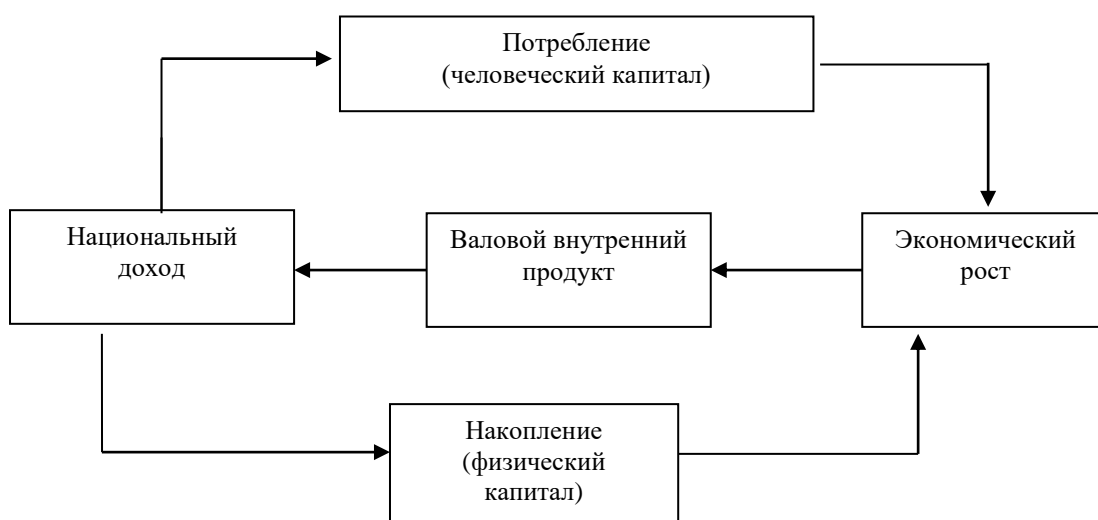 Потребление
(человеческий капитал)
Национальный
доход
Валовой внутренний
продукт
Экономический
рост
Накопление
(физический
капитал)